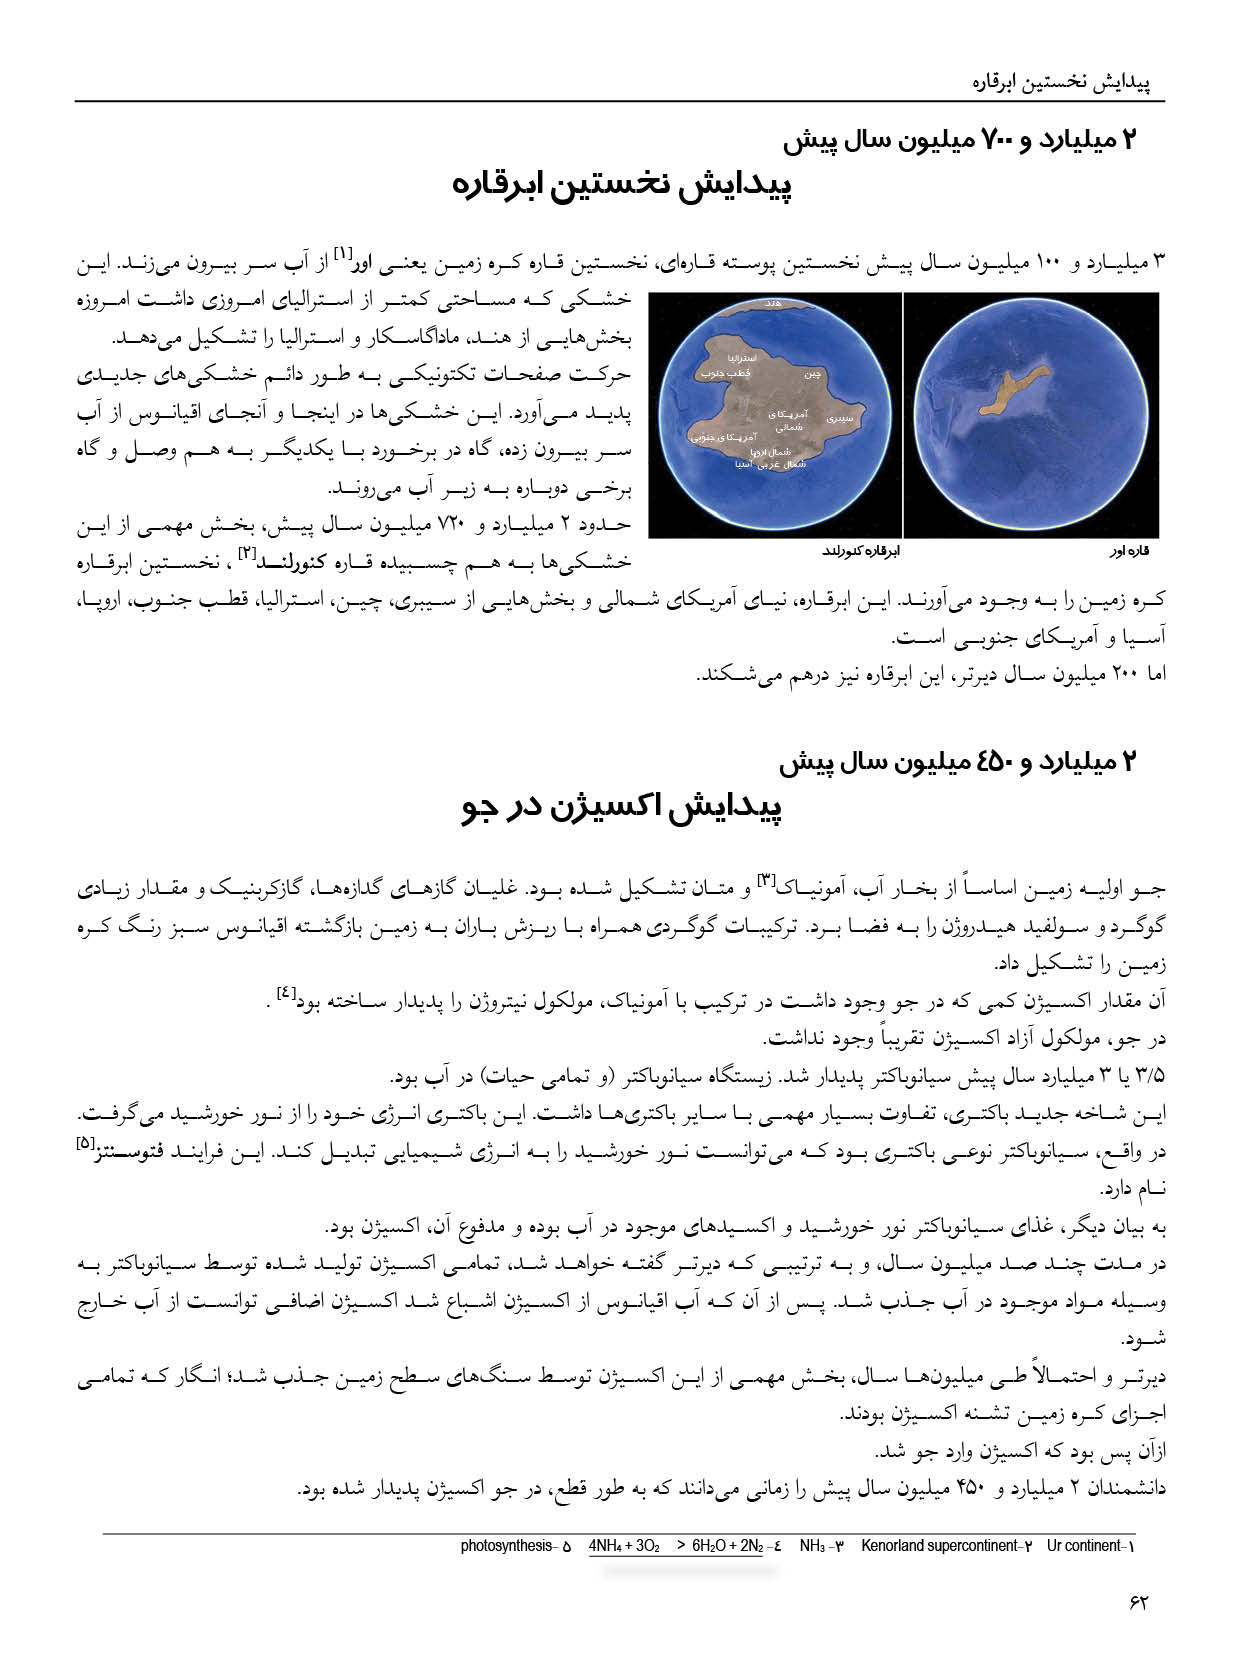 پیدایش نخستین ابرقاره
۲ میلیارد و ۷۰۰ میلیون سال پیش
پیدایش نخستین ابرقاره
۳ میلیارد و ۱۰۰ میلیون سال پیش نخستین پوسته قاره‌ای، نخستین قاره کره زمین یعنی اور[۱] از آب سر بیرون می‌زند. این
خشکی که مساحتی کمتر از استرالیای امروزی داشت امروزه
بخش‌هایی از هند، ماداگاسکار و استرالیا را تشکیل می‌دهد.
حرکت صفحات تکتونیکی به طور دائم خشکی‌های جدیدی
پدید می‌آورد. این خشکی‌ها در اینجا و آنجای اقیانوس از آب
سر بیرون زده، گاه در برخورد با یکدیگر به هم وصل و گاه
برخی دوباره به زیر آب می‌روند.
حدود ۲ میلیارد و ۷۲۰ میلیون سال پیش، بخش مهمی از این
خشکی‌ها به هم چسبیده قاره کنورلند[۲] ، نخستین ابرقاره
هند
استرالیا
قطب جنوب
چین
آمریکای
شمالی
سیبری
آمریکای جنوبی
شمال اروپا
شمال غربی آسیا
قاره اور
ابرقاره کنورلند
کره زمین را به وجود می‌آورند. این ابرقاره، نیای آمریکای شمالی و بخش‌هایی از سیبری، چین، استرالیا، قطب جنوب، اروپا،
آسیا و آمریکای جنوبی است.
اما ۲۰۰ میلیون سال دیرتر، این ابرقاره نیز درهم می‌شکند.
۲ میلیارد و ٤۵۰ میلیون سال پیش
پیدایش اکسیژن در جو
جو اولیه زمین اساساً از بخار آب، آمونیاک[۳] و متان تشکیل شده بود. غلیان گازهای گدازه‌ها، گازکربنیک و مقدار زیادی
گوگرد و سولفید هیدروژن را به فضا برد. ترکیبات گوگردی همراه با ریزش باران به زمین بازگشته اقیانوس سبز رنگ کره
زمین را تشکیل داد.
آن مقدار اکسیژن کمی که در جو وجود داشت در ترکیب با آمونیاک، مولکول نیتروژن را پدیدار ساخته بود[٤] .
در جو، مولکول آزاد اکسیژن تقریباً وجود نداشت.
۳/۵ یا ۳ میلیارد سال پیش سیانوباکتر پدیدار شد. زیستگاه سیانوباکتر (و تمامی حیات) در آب بود.
این شاخه جدید باکتری، تفاوت بسیار مهمی با سایر باکتری‌ها داشت. این باکتری انرژی خود را از نور خورشید می‌گرفت.
در واقع، سیانوباکتر نوعی باکتری بود که می‌توانست نور خورشید را به انرژی شیمیایی تبدیل کند. این فرایند فتوسنتز[۵]
نام دارد.
به بیان دیگر، غذای سیانوباکتر نور خورشید و اکسیدهای موجود در آب بوده و مدفوع آن، اکسیژن بود.
در مدت چند صد میلیون سال، و به ترتیبی که دیرتر گفته خواهد شد، تمامی اکسیژن تولید شده توسط سیانوباکتر به
وسیله مواد موجود در آب جذب شد. پس از آن که آب اقیانوس از اکسیژن اشباع شد اکسیژن اضافی توانست از آب خارج
شود.
دیرتر و احتمالاً طی میلیون‌ها سال، بخش مهمی از این اکسیژن توسط سنگ‌های سطح زمین جذب شد؛ انگار که تمامی
اجزای کره زمین تشنه اکسیژن بودند.
ازآن پس بود که اکسیژن وارد جو شد.
دانشمندان ۲ میلیارد و ۴۵۰ میلیون سال پیش را زمانی می‌دانند که به طور قطع، در جو اکسیژن پدیدار شده بود.
۱-Ur continent ۲-Kenorland supercontinent ۳- NH₃ ٤- 4NH₄ + 3O₂ > 6H₂O + 2N₂ ۵ -photosynthesis
۶۲